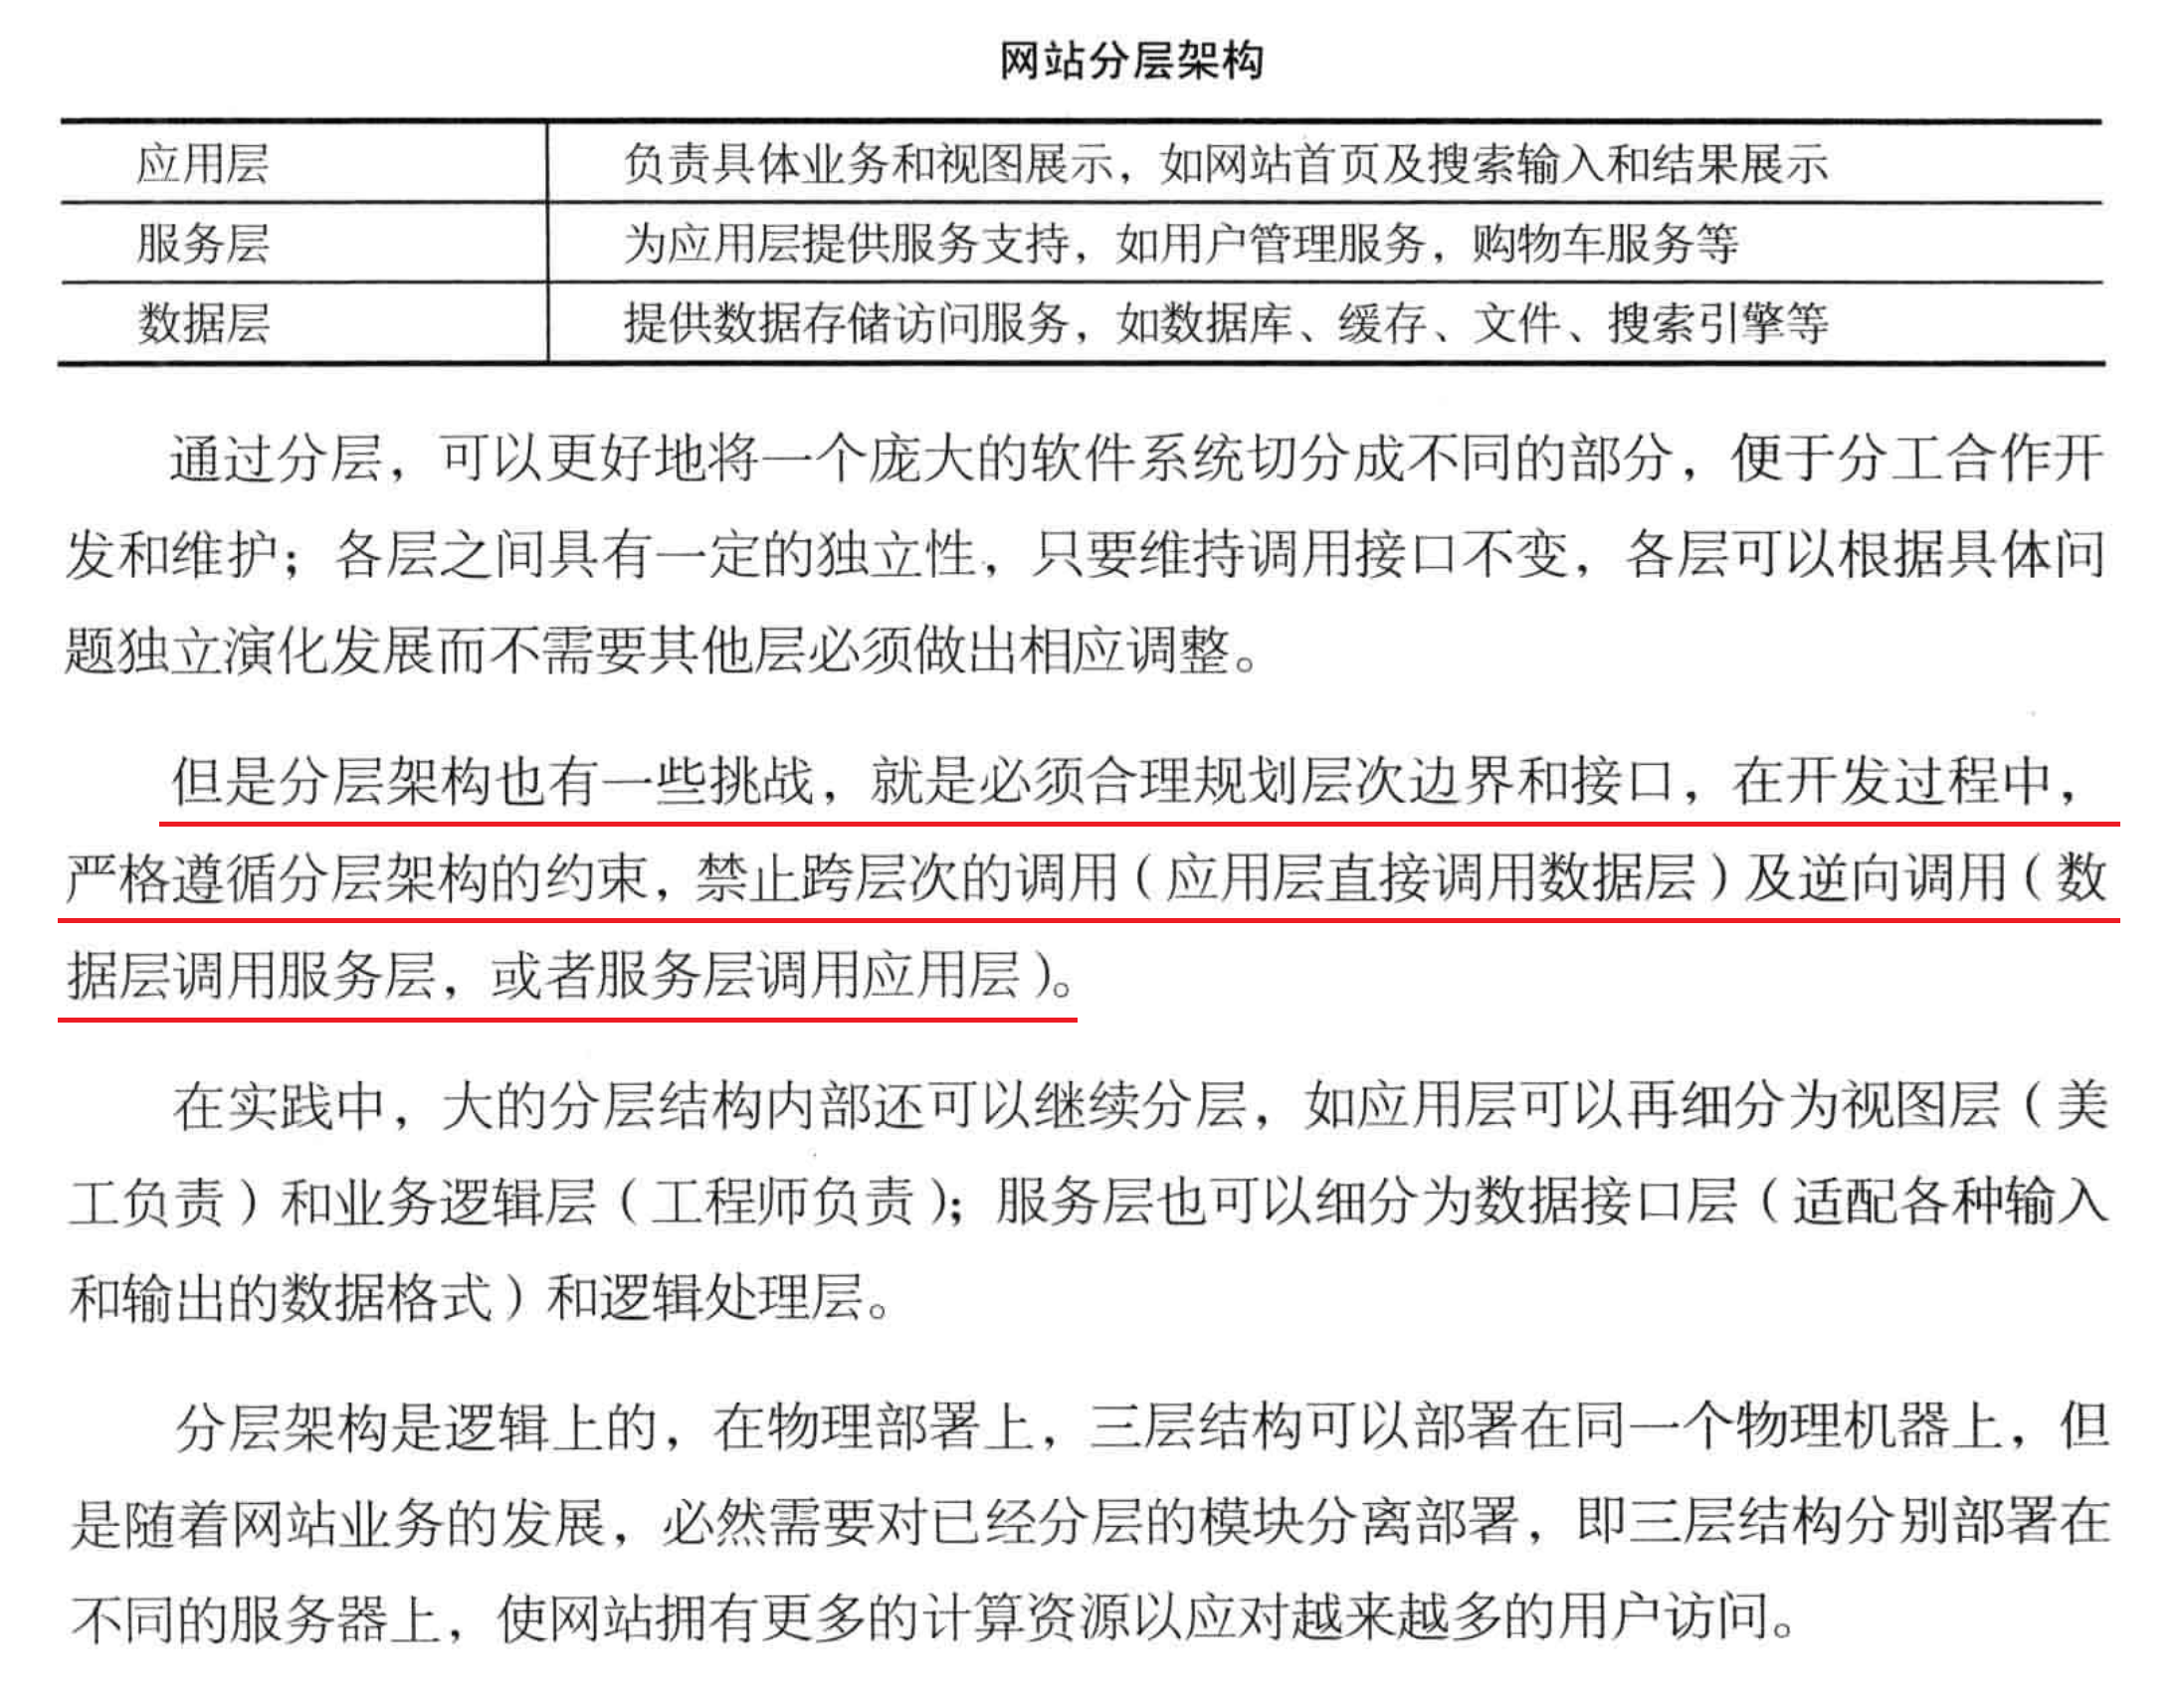 网站分层架构
应用层 负责具体业务和视图展示，如网站首页及搜索输入和结果展示
服务层 为应用层提供服务支持，如用户管理服务，购物车服务等
数据层 提供数据存储访问服务，如数据库、缓存、文件、搜索引擎等
通过分层，可以更好地将一个庞大的软件系统切分成不同的部分，便于分工合作开
发和维护；各层之间具有一定的独立性，只要维持调用接口不变，各层可以根据具体问
题独立演化发展而不需要其他层必须做出相应调整。
但是分层架构也有一些挑战，就是必须合理规划层次边界和接口，在开发过程中，
严格遵循分层架构的约束，禁止跨层次的调用（应用层直接调用数据层）及逆向调用（数
据层调用服务层，或者服务层调用应用层）。
在实践中，大的分层结构内部还可以继续分层，如应用层可以再细分为视图层（美
工负责）和业务逻辑层（工程师负责）；服务层也可以细分为数据接口层（适配各种输入
和输出的数据格式）和逻辑处理层。
分层架构是逻辑上的，在物理部署上，三层结构可以部署在同一个物理机器上，但
是随着网站业务的发展，必然需要对已经分层的模块分离部署，即三层结构分别部署在
不同的服务器上，使网站拥有更多的计算资源以应对越来越多的用户访问。